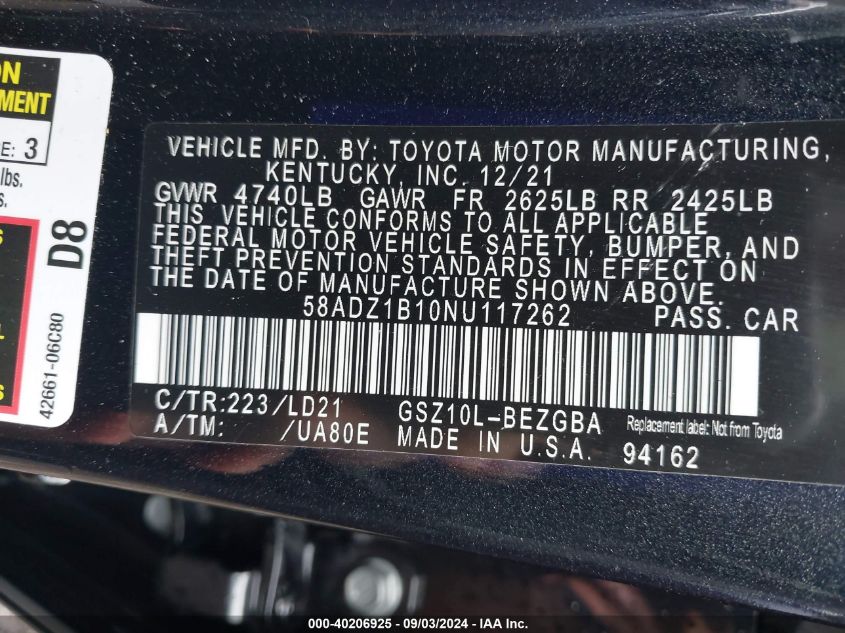 ON
MENT
E: 3
lbs.
s.
S
L
D8
42661-06C80
VEHICLE MFD. BY: TOYOTA MOTOR MANUFACTURING,
KENTUCKY, INC. 12/21
GVWR 4740LB GAWR FR 2625LB RR 2425LB
THIS VEHICLE CONFORMS TO ALL APPLICABLE
FEDERAL MOTOR VEHICLE SAFETY, BUMPER, AND
THEFT PREVENTION STANDARDS IN EFFECT ON
THE DATE OF MANUFACTURE SHOWN ABOVE.
58ADZ1B10NU117262 PASS. CAR
C/TR:223/LD21 GSZ10L-BEZGBA Replacement label: Not from Toyota
A/TM: /UA80E MADE IN U.S.A. 94162
000-40206925 - 09/03/2024 - IAA Inc.